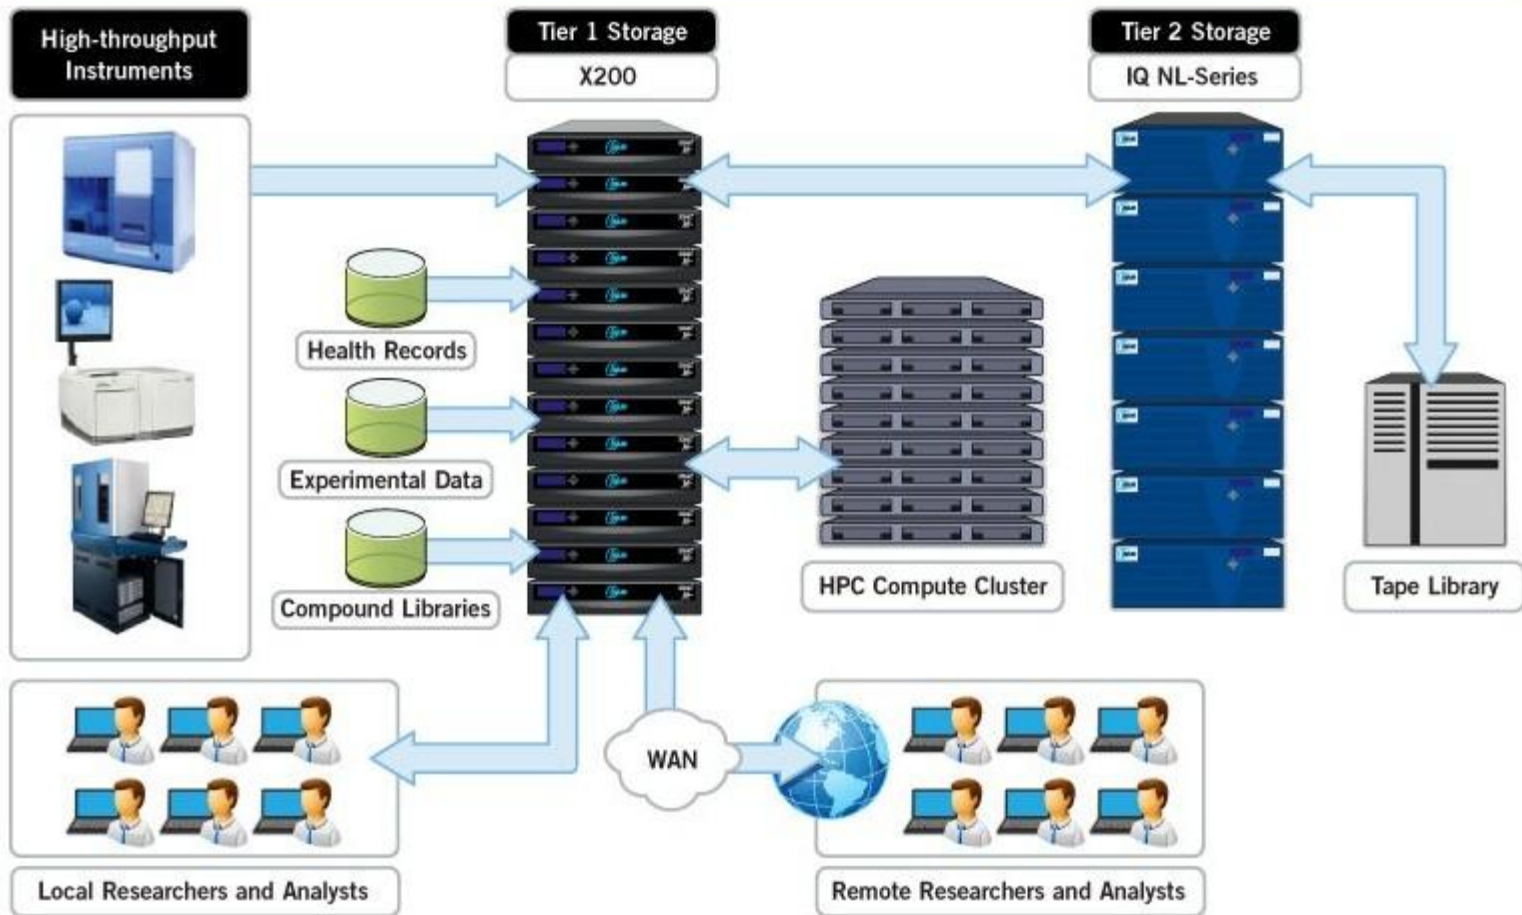 High-throughput
Instruments
Tier 1 Storage
X200
Tier 2 Storage
IQ NL-Series
Health Records
Experimental Data
Compound Libraries
HPC Compute Cluster
Tape Library
WAN
Local Researchers and Analysts
Remote Researchers and Analysts